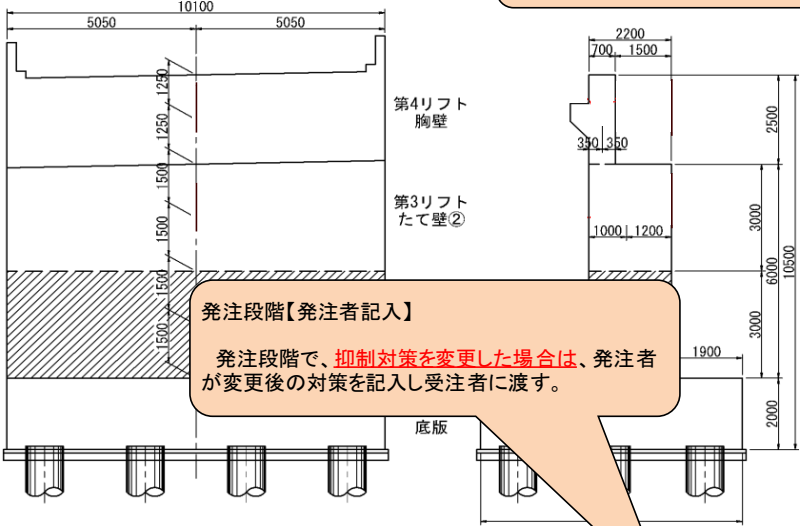 10100
5050
5050
2200
700
1500
1250
1250
1500
1500
1500
1500
第4リフト
胸壁
第3リフト
たて壁②
350
350
1000
1200
2500
3000
3000
6000
10500
発注段階【発注者記入】
発注段階で、抑制対策を変更した場合は、発注者
が変更後の対策を記入し受注者に渡す。
1900
2000
底版